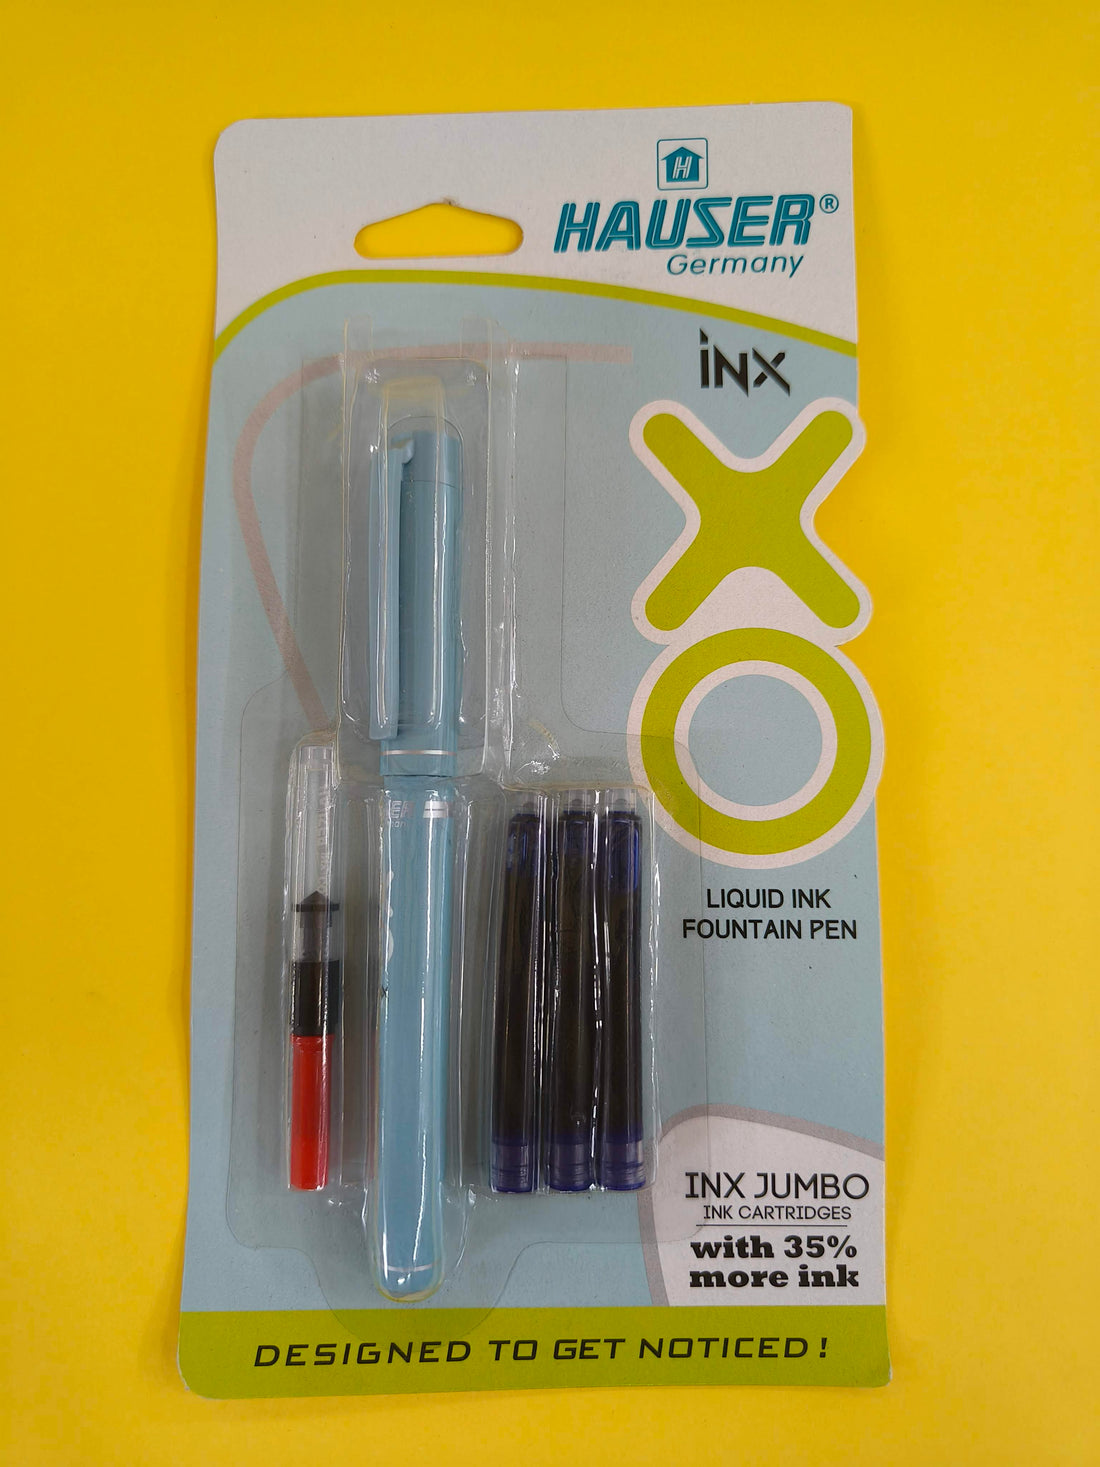 H
HAUSER®
Germany
iNX
XO
LIQUID INK
FOUNTAIN PEN
INX JUMBO
INK CARTRIDGES
with 35%
more ink
DESIGNED TO GET NOTICED!